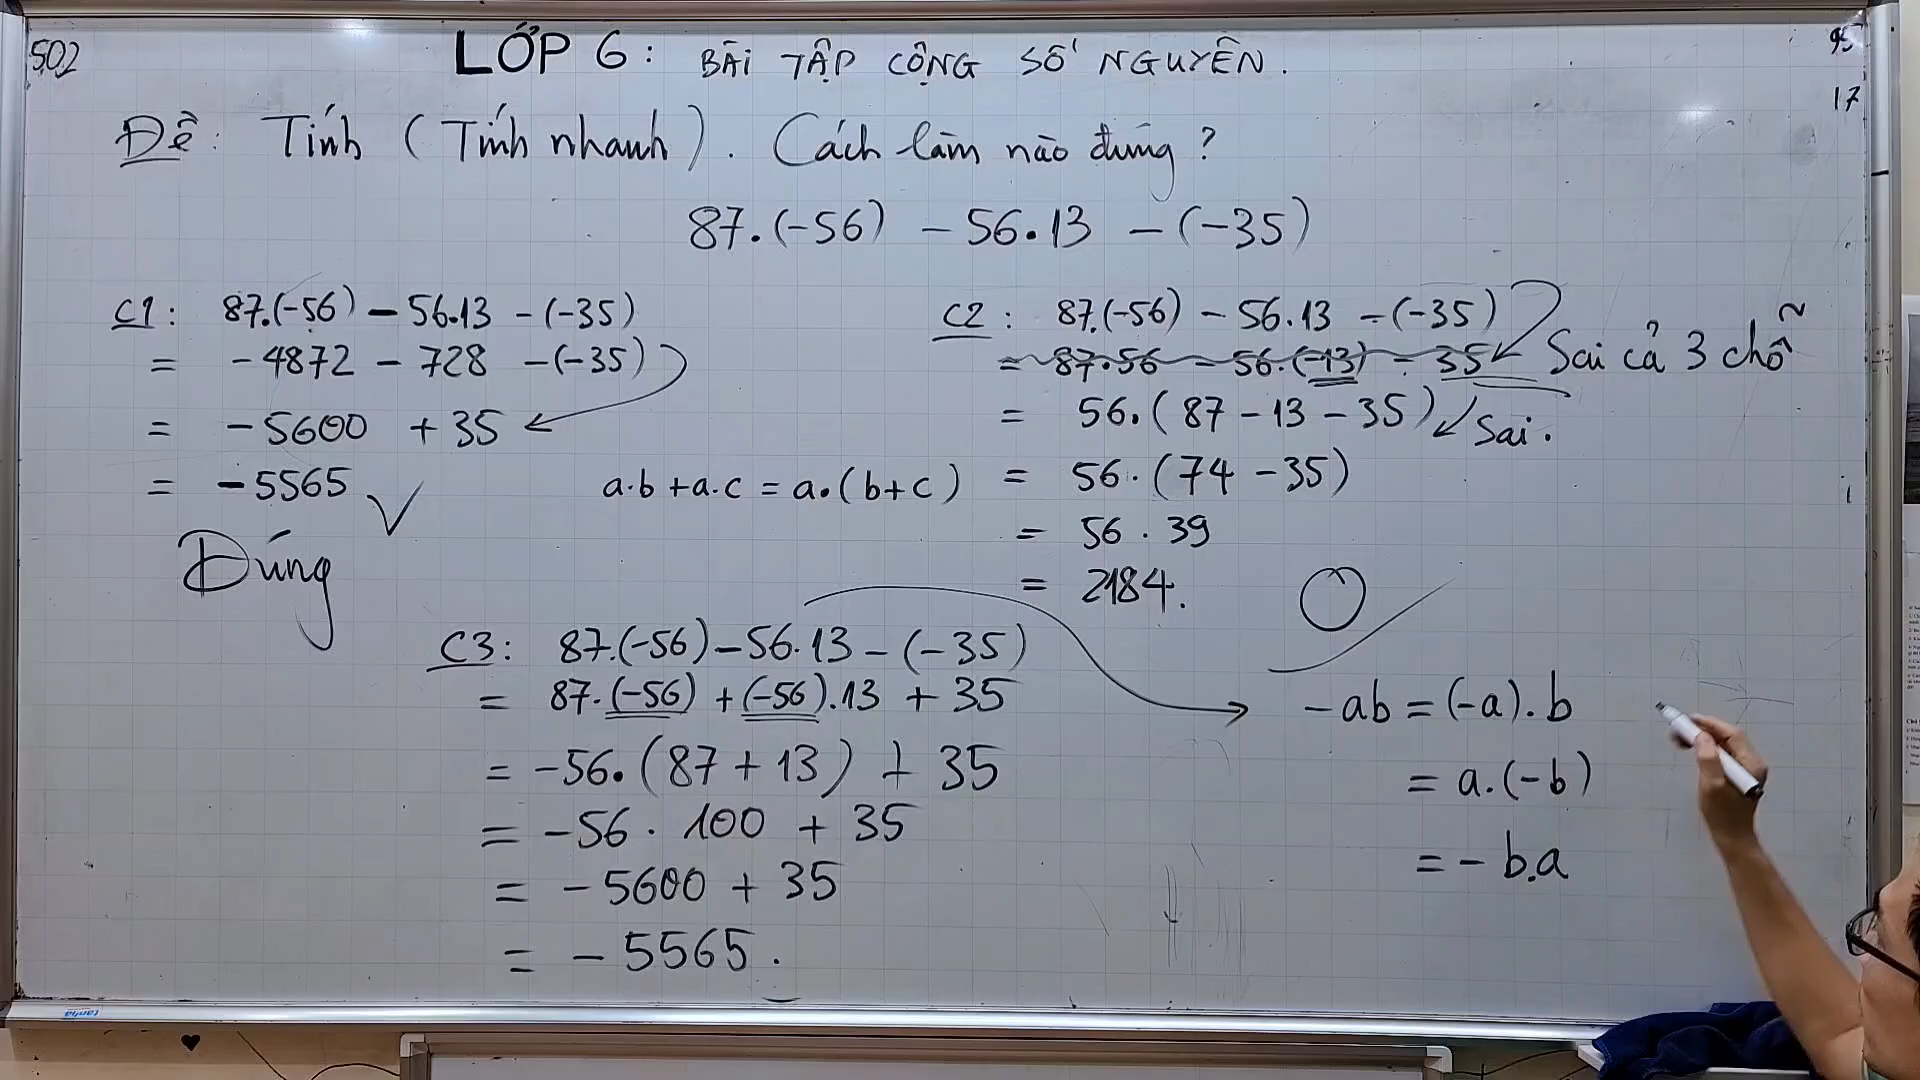 502
LỚP 6: BÀI TẬP CỘNG SỐ NGUYÊN.
95
17
Đề: Tính (Tính nhanh). Cách làm nào đúng?
87.(-56) - 56.13 - (-35)
C1: 87.(-56) - 56.13 - (-35)
= -4872 - 728 - (-35)
= -5600 + 35
= -5565 √
Đúng
a.b + a.c = a.(b+c)
C2: 87.(-56) - 56.13 - (-35)
= 87.56 - 56.(-13) - 35 Sai cả 3 chỗ
= 56.(87 - 13 - 35) Sai.
= 56.(74 - 35)
= 56.39
= 2184.
0
C3: 87.(-56) - 56.13 - (-35)
= 87.(-56) + (-56).13 + 35
= -56.(87 + 13) + 35
= -56.100 + 35
= -5600 + 35
= -5565.
-ab = (-a).b
= a.(-b)
= -b.a